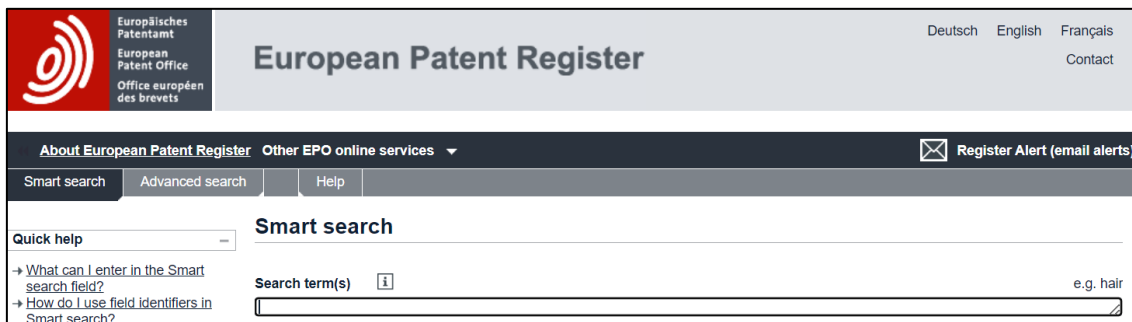 Europäisches
Patentamt
European
Patent Office
Office européen
des brevets
European Patent Register
Deutsch English Français
Contact
About European Patent Register Other EPO online services
Register Alert (email alerts)
Smart search Advanced search Help
Quick help
What can I enter in the Smart
search field?
How do I use field identifiers in
Smart search?
Smart search
Search term(s) i e.g. hair